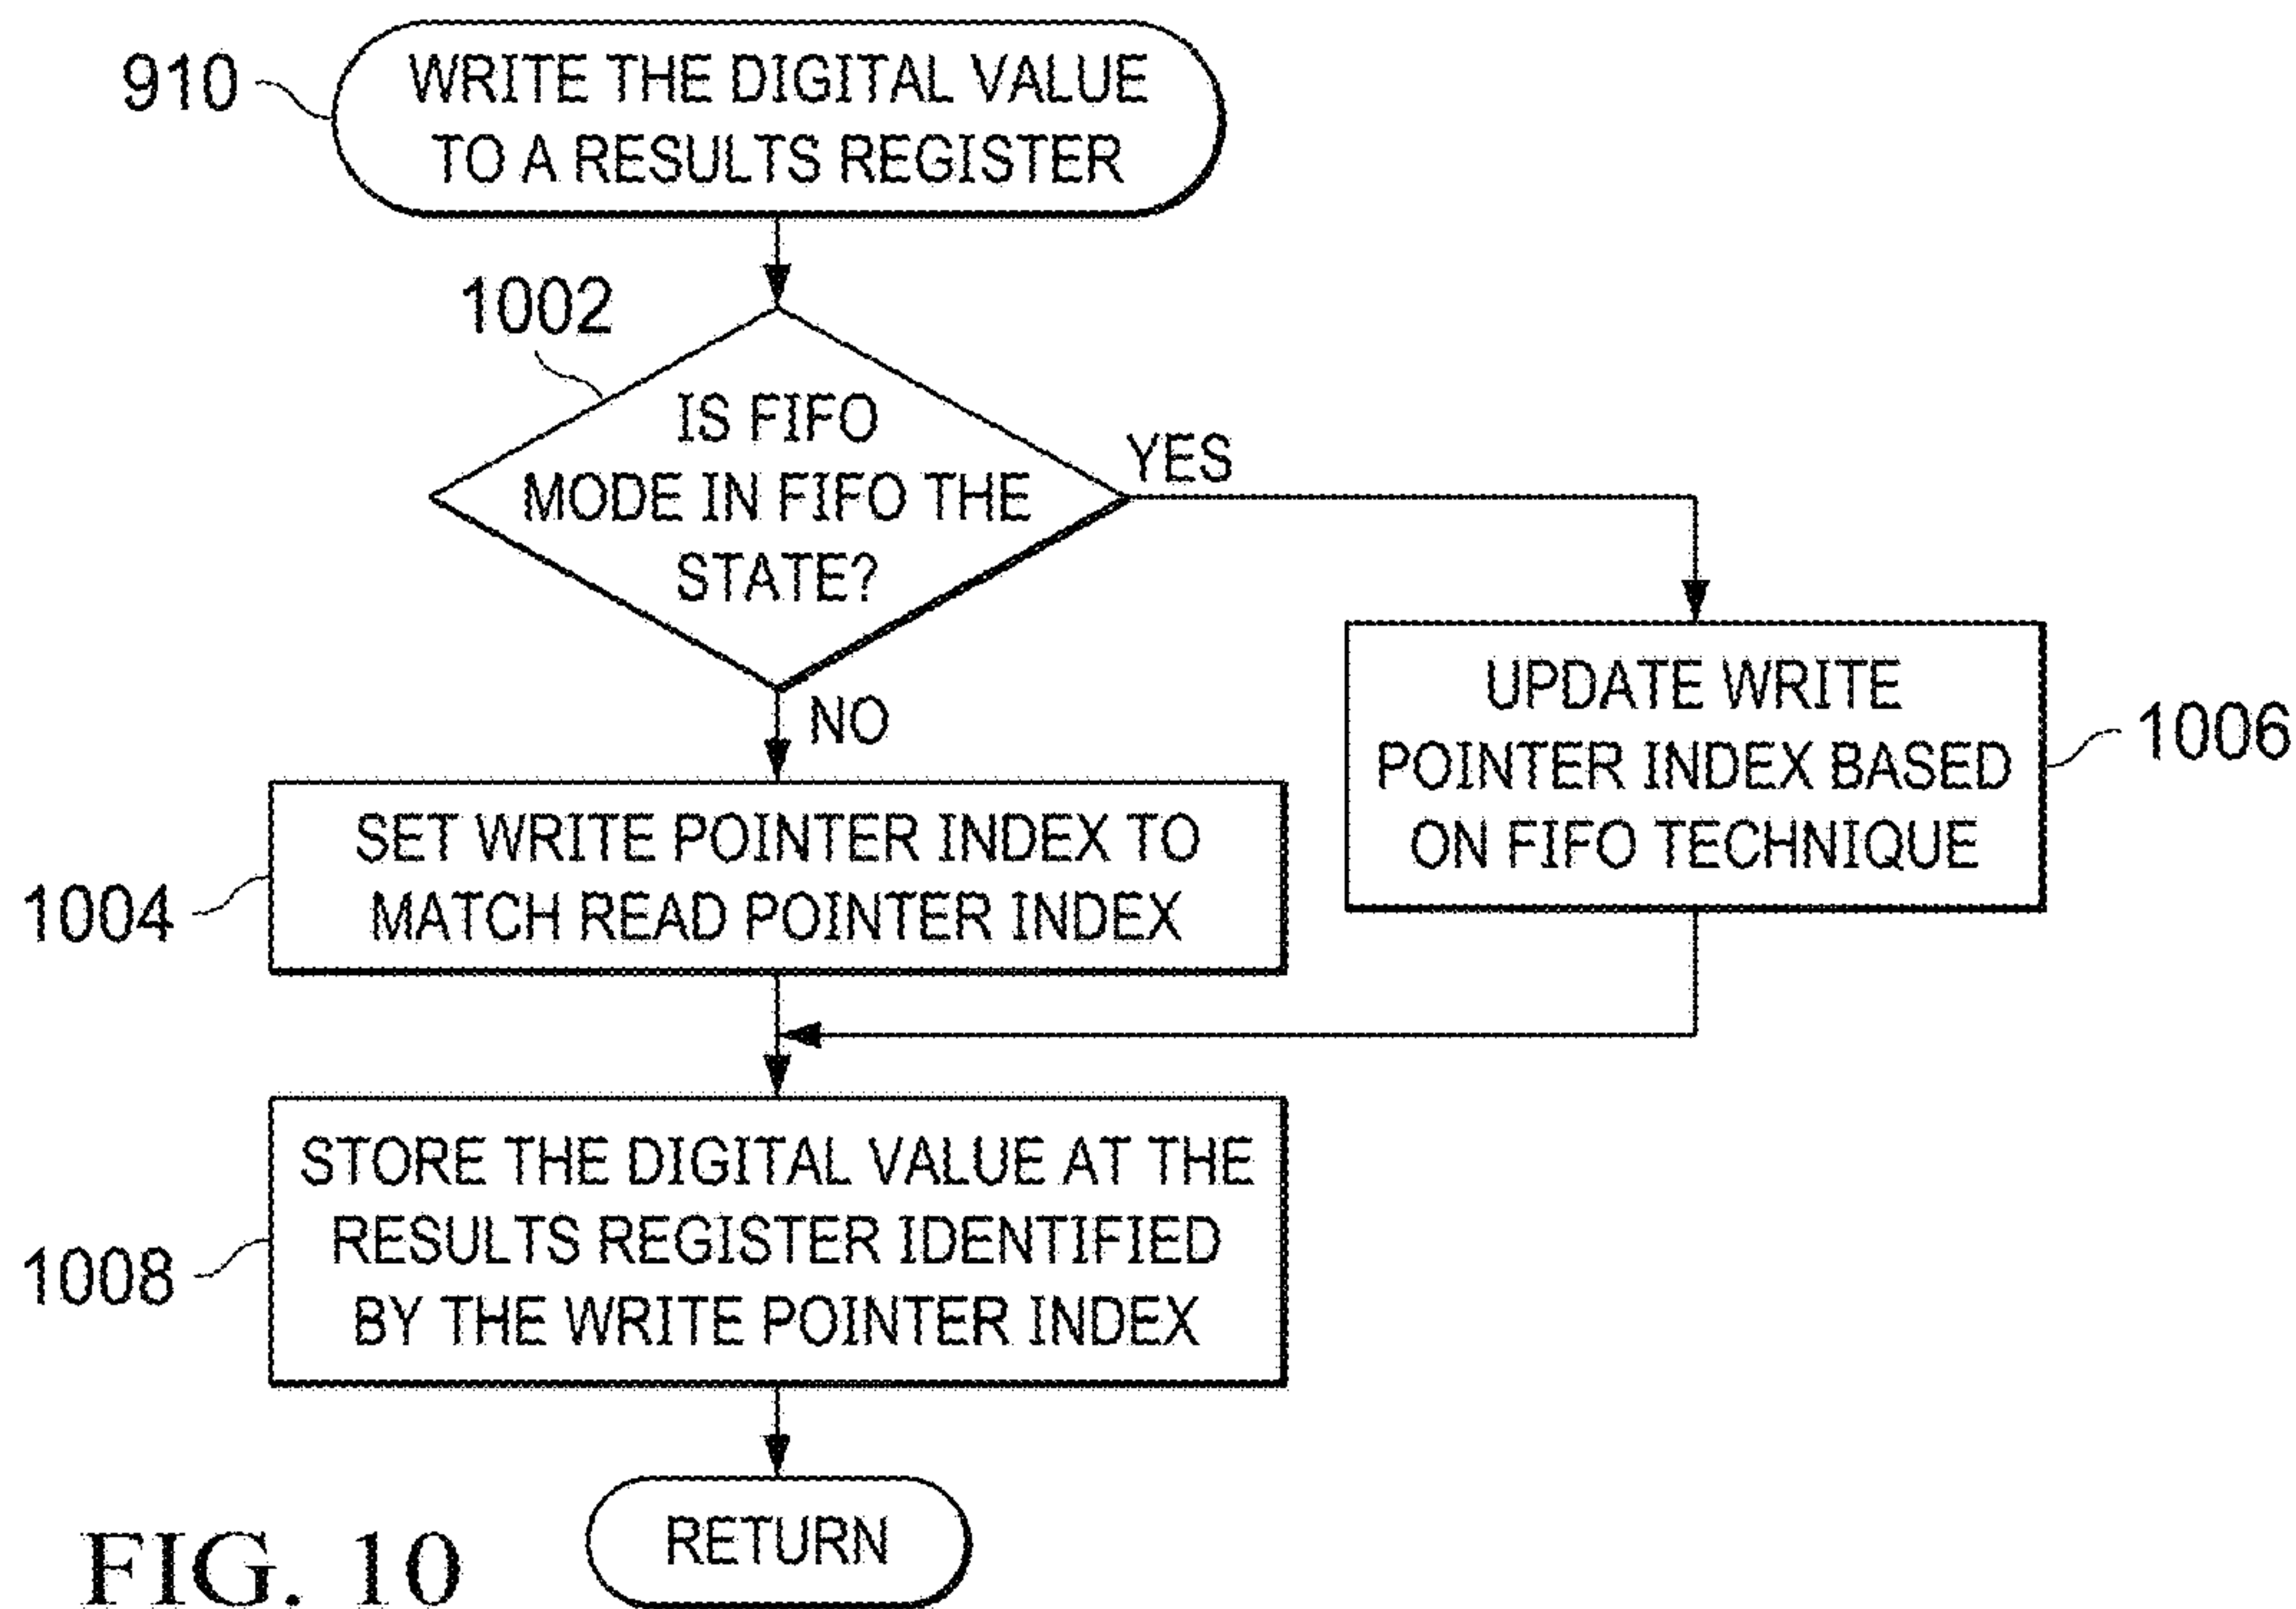 910
WRITE THE DIGITAL VALUE
TO A RESULTS REGISTER
1002
IS FIFO
MODE IN FIFO THE
STATE?
YES
NO
UPDATE WRITE
POINTER INDEX BASED
ON FIFO TECHNIQUE
1006
SET WRITE POINTER INDEX TO
MATCH READ POINTER INDEX
1004
STORE THE DIGITAL VALUE AT THE
RESULTS REGISTER IDENTIFIED
BY THE WRITE POINTER INDEX
1008
RETURN
FIG. 10